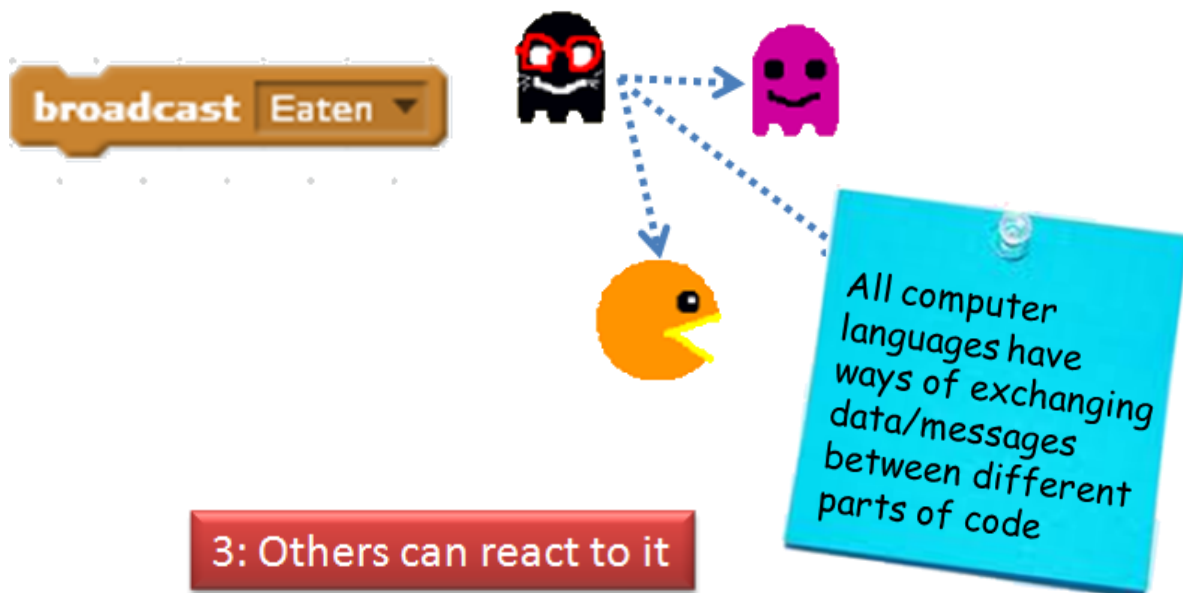 broadcast Eaten
All computer
languages have
ways of exchanging
data/messages
between different
parts of code
3: Others can react to it